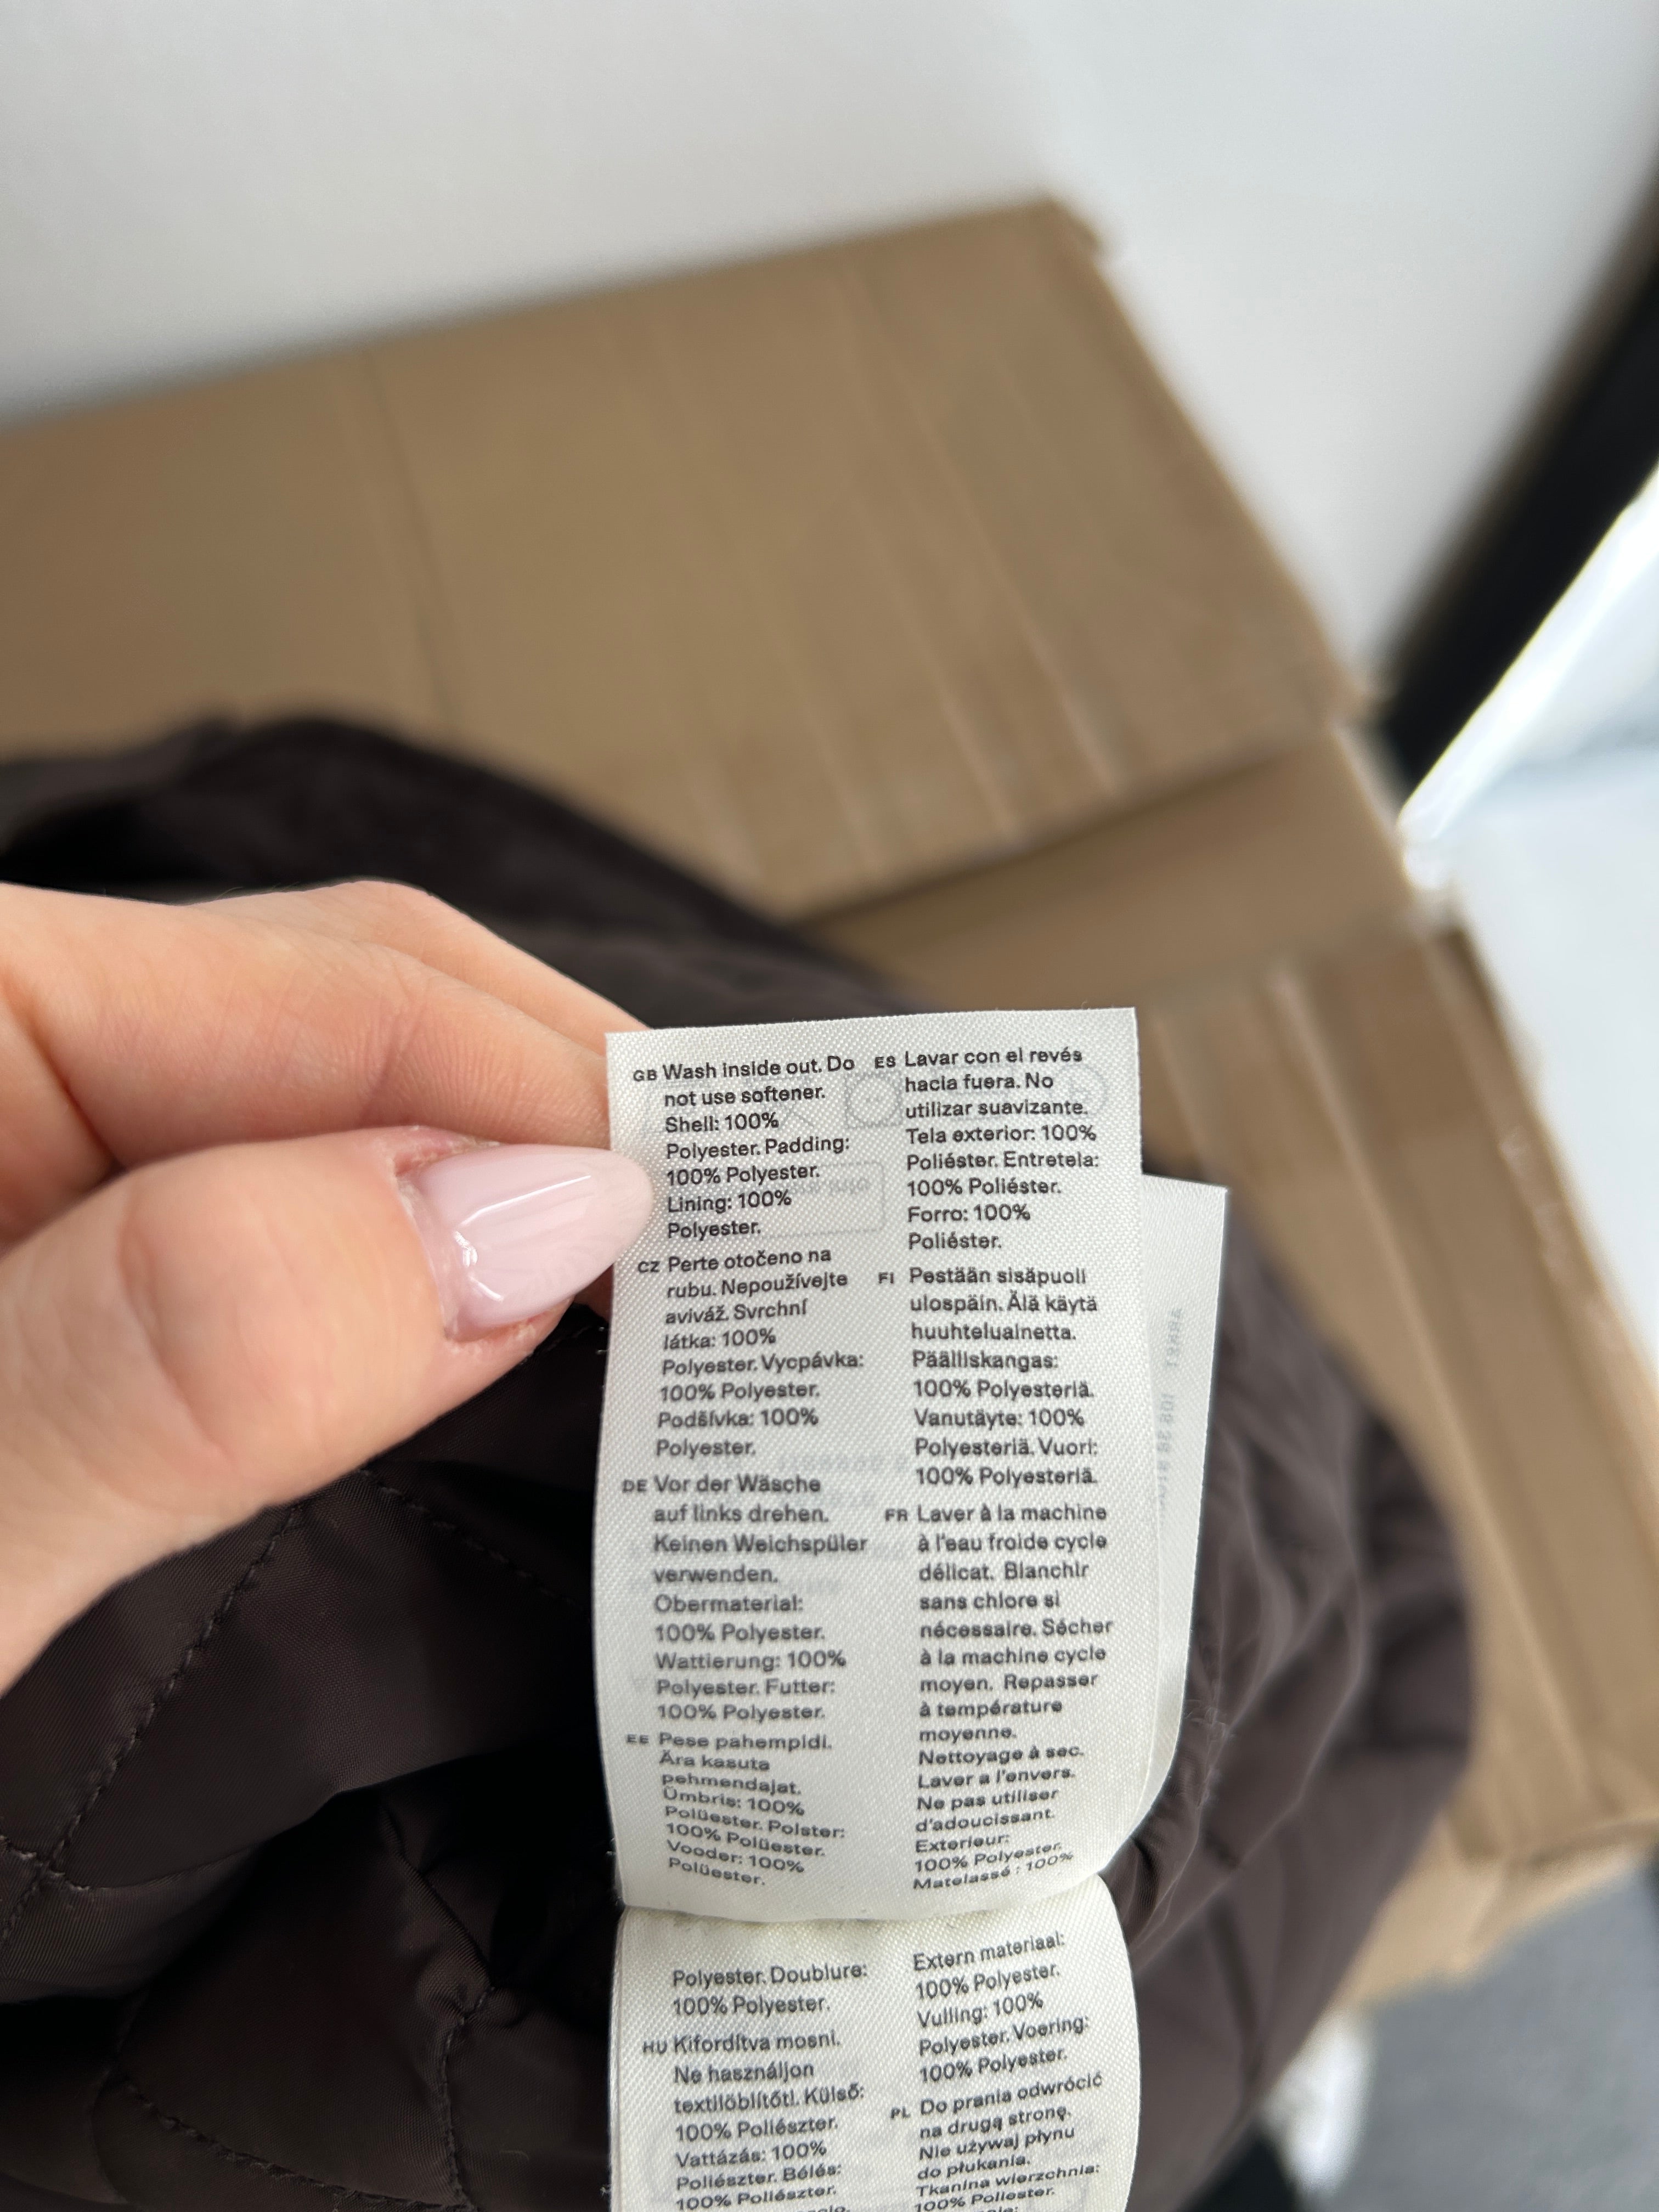 GB Wash inside out. Do
not use softener.
Shell: 100%
Polyester. Padding:
100% Polyester.
Lining: 100%
Polyester.
CZ Perte otočeno na
rubu. Nepoužívejte
aviváž. Svrchní
látka: 100%
Polyester. Vycpávka:
100% Polyester.
Podšívka: 100%
Polyester.
DE Vor der Wäsche
auf links drehen.
Keinen Weichspüler
verwenden.
Obermaterial:
100% Polyester.
Wattierung: 100%
Polyester. Futter:
100% Polyester.
EE Pese pahempidi.
Ära kasuta
pehmendajat.
Ümbris: 100%
Polüester. Polster:
100% Polüester.
Vooder: 100%
Polüester.
ES Lavar con el revés
hacia fuera. No
utilizar suavizante.
Tela exterior: 100%
Poliéster. Entretela:
100% Poliéster.
Forro: 100%
Poliéster.
FI Pestään sisäpuoli
ulospäin. Älä käytä
huuhteluainetta.
Päälliskangas:
100% Polyesteriä.
Vanutäyte: 100%
Polyesteriä. Vuori:
100% Polyesteriä.
FR Laver à la machine
à l'eau froide cycle
délicat. Blanchir
sans chlore si
nécessaire. Sécher
à la machine cycle
moyen. Repasser
à température
moyenne.
Nettoyage à sec.
Laver a l'envers.
Ne pas utiliser
d'adoucissant.
Exterieur:
100% Polyester.
Matelassé : 100%
Polyester. Doublure:
100% Polyester.
HU Kifordítva mosni.
Ne használjon
textilöblítőt!. Külső:
100% Poliészter.
Vattázás: 100%
Poliészter. Bélés:
100% Poliészter.
Extern materiaal:
100% Polyester.
Vulling: 100%
Polyester. Voering:
100% Polyester.
PL Do prania odwrócić
na drugą stronę.
Nie używaj płynu
do płukania.
Tkanina wierzchnia:
100% Poliester.